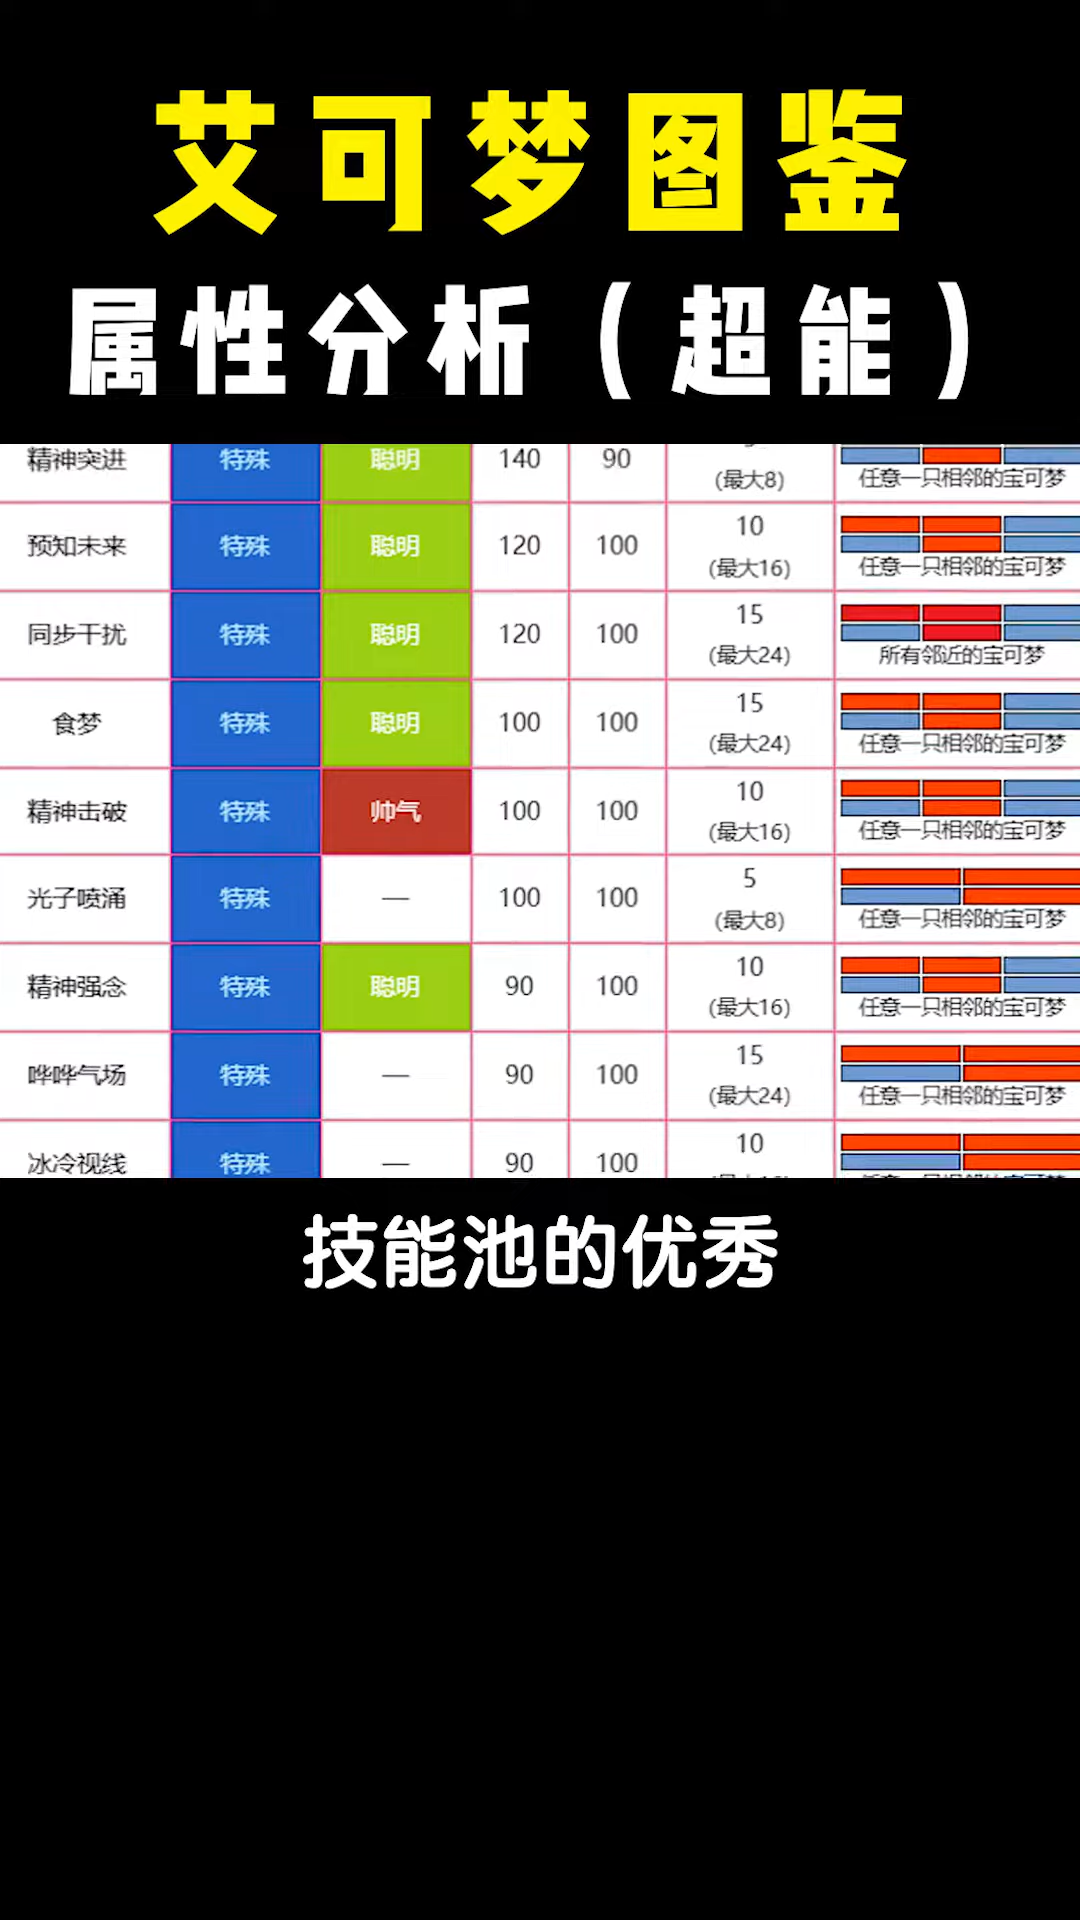 艾可梦图鉴
属性分析（超能）
精神突进 特殊 聪明 140 90 (最大8) 任意一只相邻的宝可梦
预知未来 特殊 聪明 120 100 10 (最大16) 任意一只相邻的宝可梦
同步干扰 特殊 聪明 120 100 15 (最大24) 所有邻近的宝可梦
食梦 特殊 聪明 100 100 15 (最大24) 任意一只相邻的宝可梦
精神击破 特殊 帅气 100 100 10 (最大16) 任意一只相邻的宝可梦
光子喷涌 特殊 — 100 100 5 (最大8) 任意一只相邻的宝可梦
精神强念 特殊 聪明 90 100 10 (最大16) 任意一只相邻的宝可梦
哗哗气场 特殊 — 90 100 15 (最大24) 任意一只相邻的宝可梦
冰冷视线 特殊 — 90 100 10
技能池的优秀